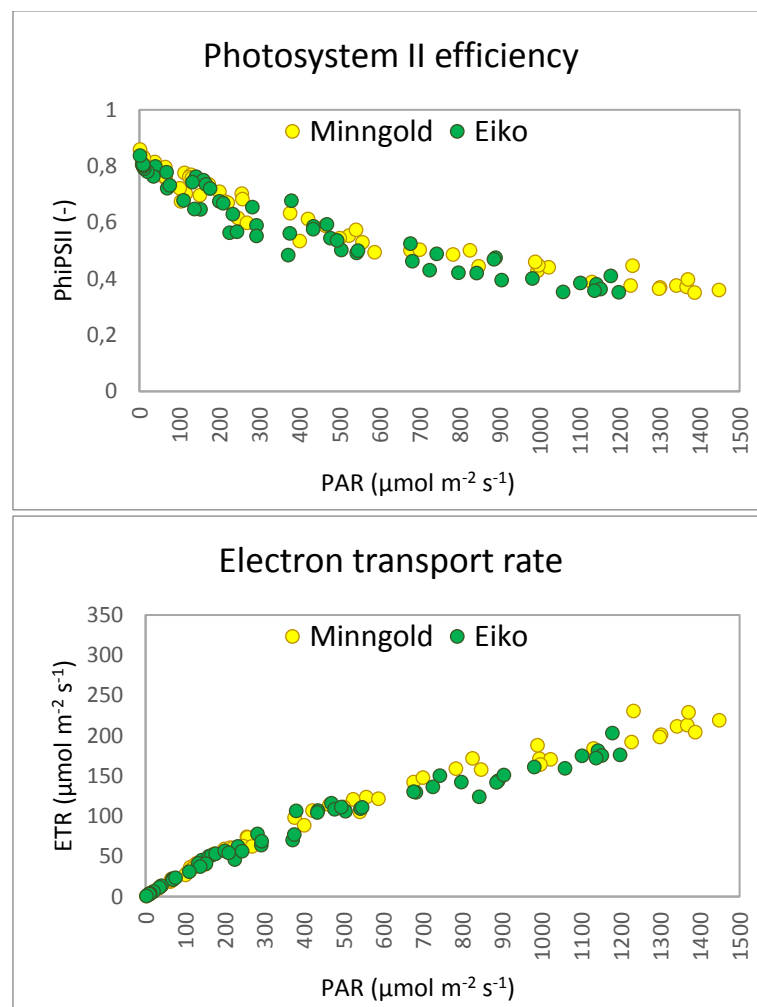 Photosystem II efficiency
Minngold Eiko
1
0,8
0,6
0,4
0,2
0
PhiPSII (-)
0 100 200 300 400 500 600 700 800 900 1000 1100 1200 1300 1400 1500
PAR (µmol m⁻² s⁻¹)
Electron transport rate
Minngold Eiko
350
300
250
200
150
100
50
0
ETR (µmol m⁻² s⁻¹)
0 100 200 300 400 500 600 700 800 900 1000 1100 1200 1300 1400 1500
PAR (µmol m⁻² s⁻¹)